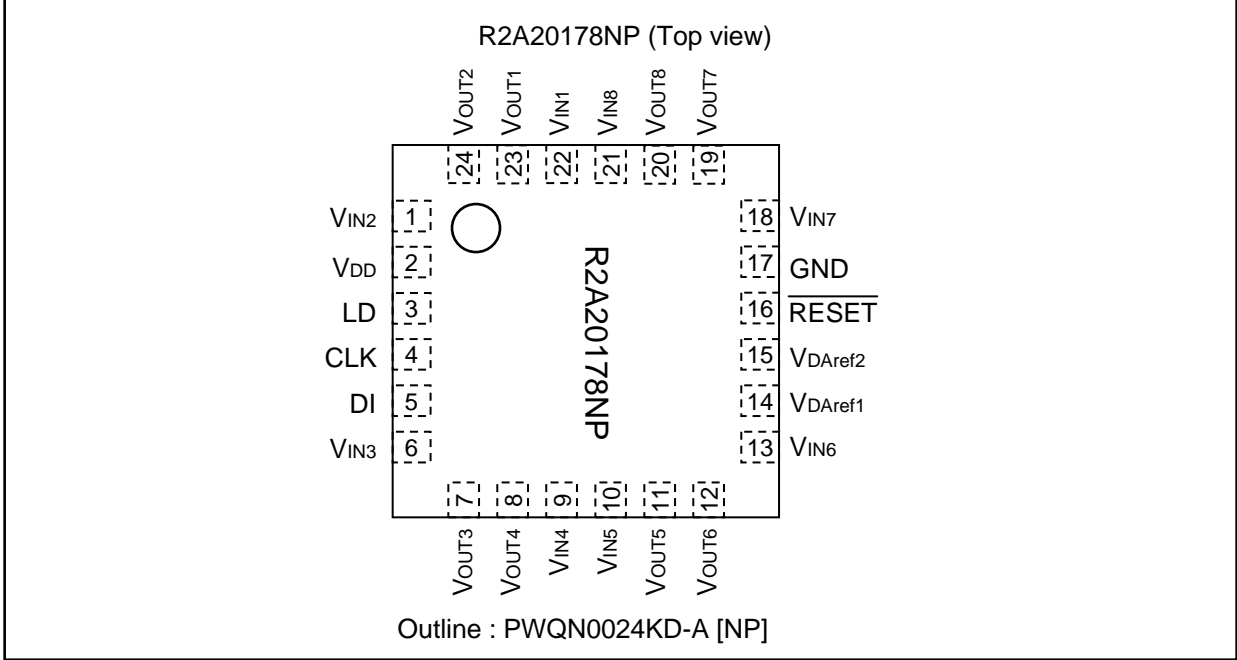 R2A20178NP (Top view)
VOUT2
VOUT1
VIN1
VIN8
VOUT8
VOUT7
24
23
22
21
20
19
VIN2 1
VDD 2
LD 3
CLK 4
DI 5
VIN3 6
R2A20178NP
18 VIN7
17 GND
16 RESET
15 VDAref2
14 VDAref1
13 VIN6
7
8
9
10
11
12
VOUT3
VOUT4
VIN4
VIN5
VOUT5
VOUT6
Outline : PWQN0024KD-A [NP]